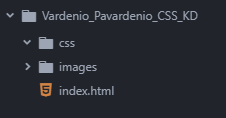 Vardenio_Pavardenio_CSS_KD
css
images
index.html